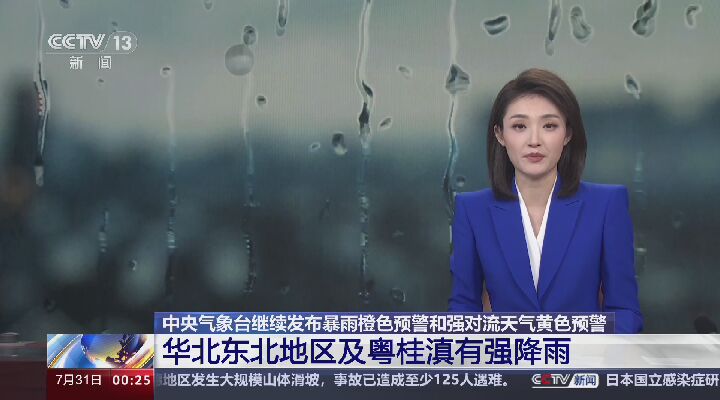 CCTV 13
新闻
中央气象台继续发布暴雨橙色预警和强对流天气黄色预警
华北东北地区及粤桂滇有强降雨
7月31日 00:25 地区发生大规模山体滑坡，事故已造成至少125人遇难。 CCTV 新闻 日本国立感染症研